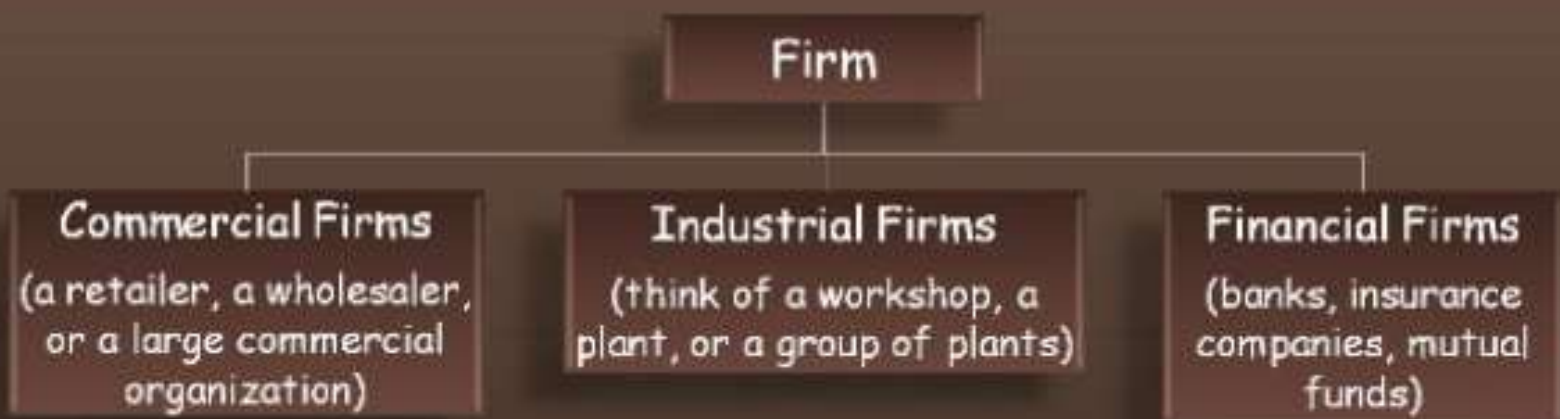 Firm
Commercial Firms
(a retailer, a wholesaler,
or a large commercial
organization)
Industrial Firms
(think of a workshop, a
plant, or a group of plants)
Financial Firms
(banks, insurance
companies, mutual
funds)